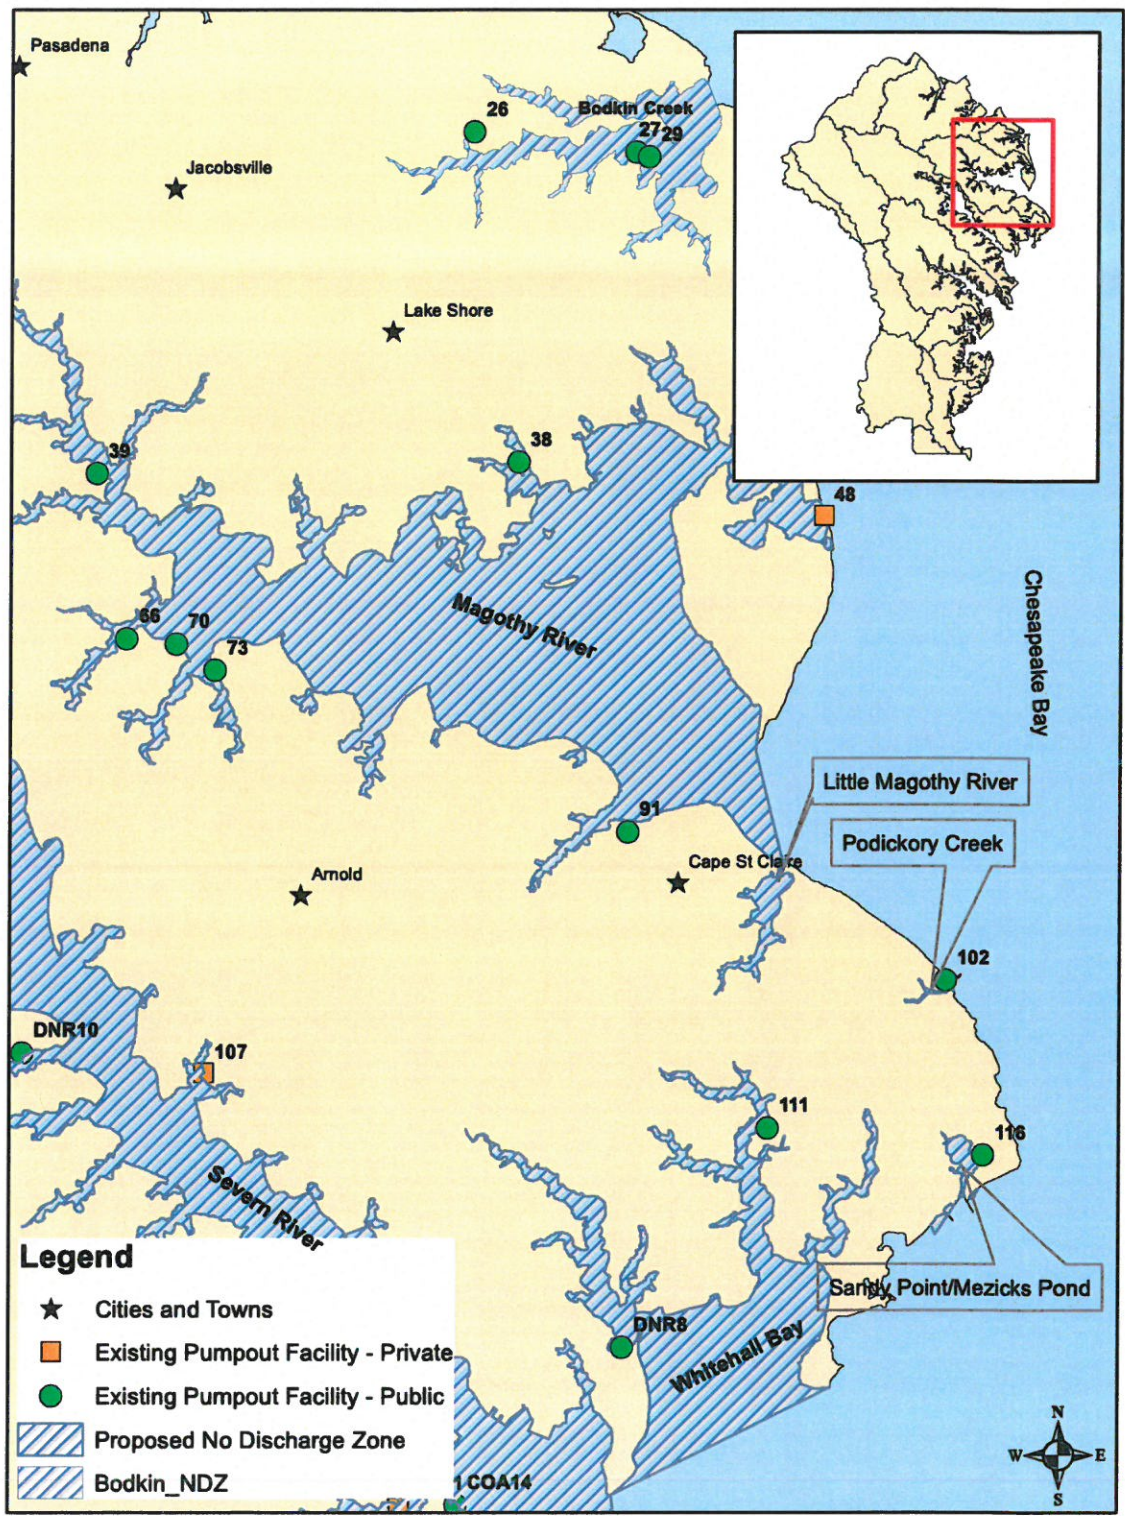 Pasadena
26
Bodkin Creek
27
29
Jacobsville
Lake Shore
39
38
48
Chesapeake Bay
Magothy River
66
70
73
Little Magothy River
91
Podickory Creek
Cape St Claire
Arnold
102
DNR10
107
111
116
Severn River
Sandy Point/Mezicks Pond
DNR8
Whitehall Bay
Legend
Cities and Towns
Existing Pumpout Facility - Private
Existing Pumpout Facility - Public
Proposed No Discharge Zone
Bodkin_NDZ
COA14
N
W
E
S